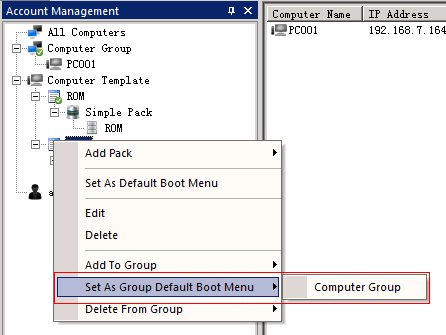 Account Management
All Computers
Computer Group
PC001
Computer Template
ROM
Simple Pack
ROM
Computer Name IP Address
PC001 192.168.7.164
Add Pack
Set As Default Boot Menu
Edit
Delete
Add To Group
Set As Group Default Boot Menu
Computer Group
Delete From Group